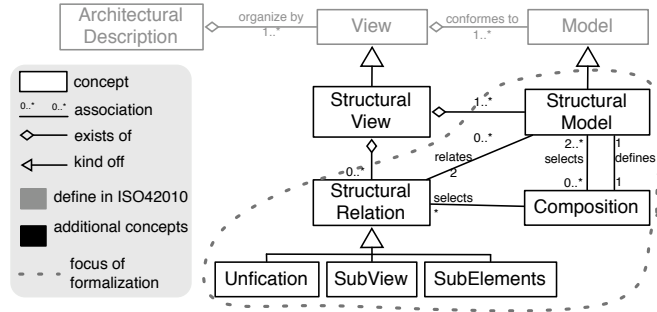 Architectural
Description
organize by
1..*
View
conformes to
1..*
Model
concept
0..* 0..*
association
exists of
kind off
define in ISO42010
additional concepts
focus of
formalization
Structural
View
1..*
Structural
Model
0..*
relates
2
0..*
2..*
selects
0..*
1
defines
1
Structural
Relation
selects
*
Composition
Unfication
SubView
SubElements